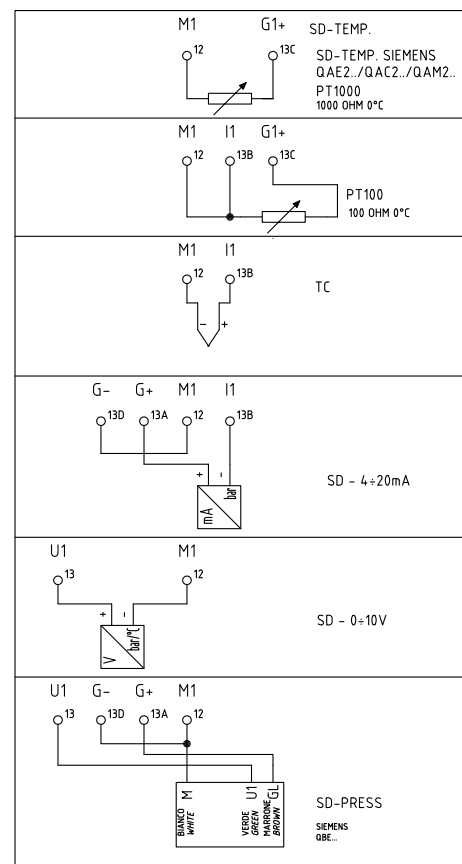 M1 G1+ SD-TEMP.
12 13C SD-TEMP. SIEMENS
QAE2../QAC2../QAM2..
PT1000
1000 OHM 0°C
M1 I1 G1+
12 13B 13C
PT100
100 OHM 0°C
M1 I1
12 13B
TC
- +
G- G+ M1 I1
13D 13A 12 13B
+ -
mA bar
SD - 4÷20mA
U1 M1
13 12
+ -
V bar/°C
SD - 0÷10V
U1 G- G+ M1
13 13D 13A 12
M U1 GL
BIANCO VERDE MARRONE
WHITE GREEN BROWN
SD-PRESS
SIEMENS
QBE...